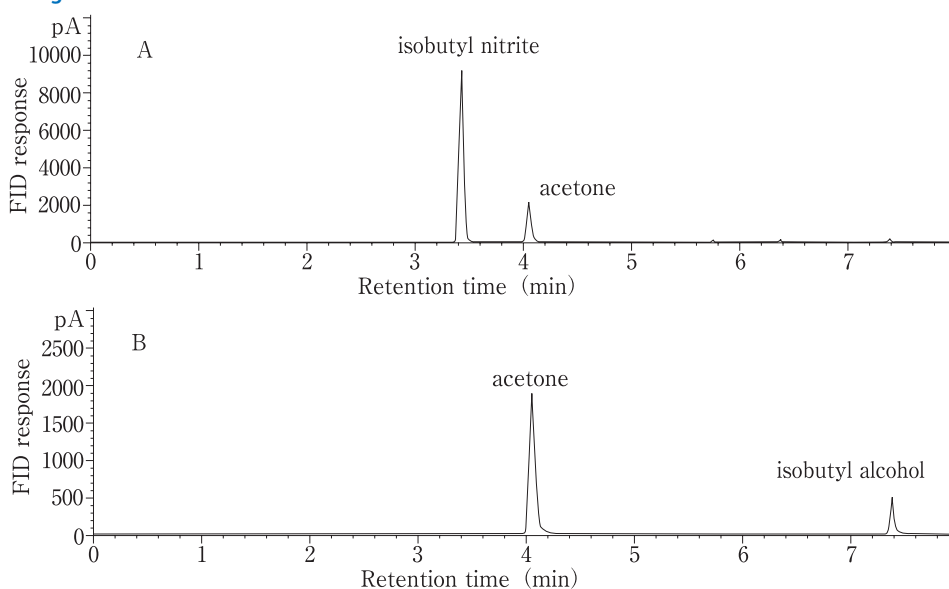 pA
A
isobutyl nitrite
10000
8000
6000
4000
2000
0
FID response
acetone
0 1 2 3 4 5 6 7
Retention time (min)
pA
B
2500
2000
1500
1000
500
0
FID response
acetone
isobutyl alcohol
0 1 2 3 4 5 6 7
Retention time (min)